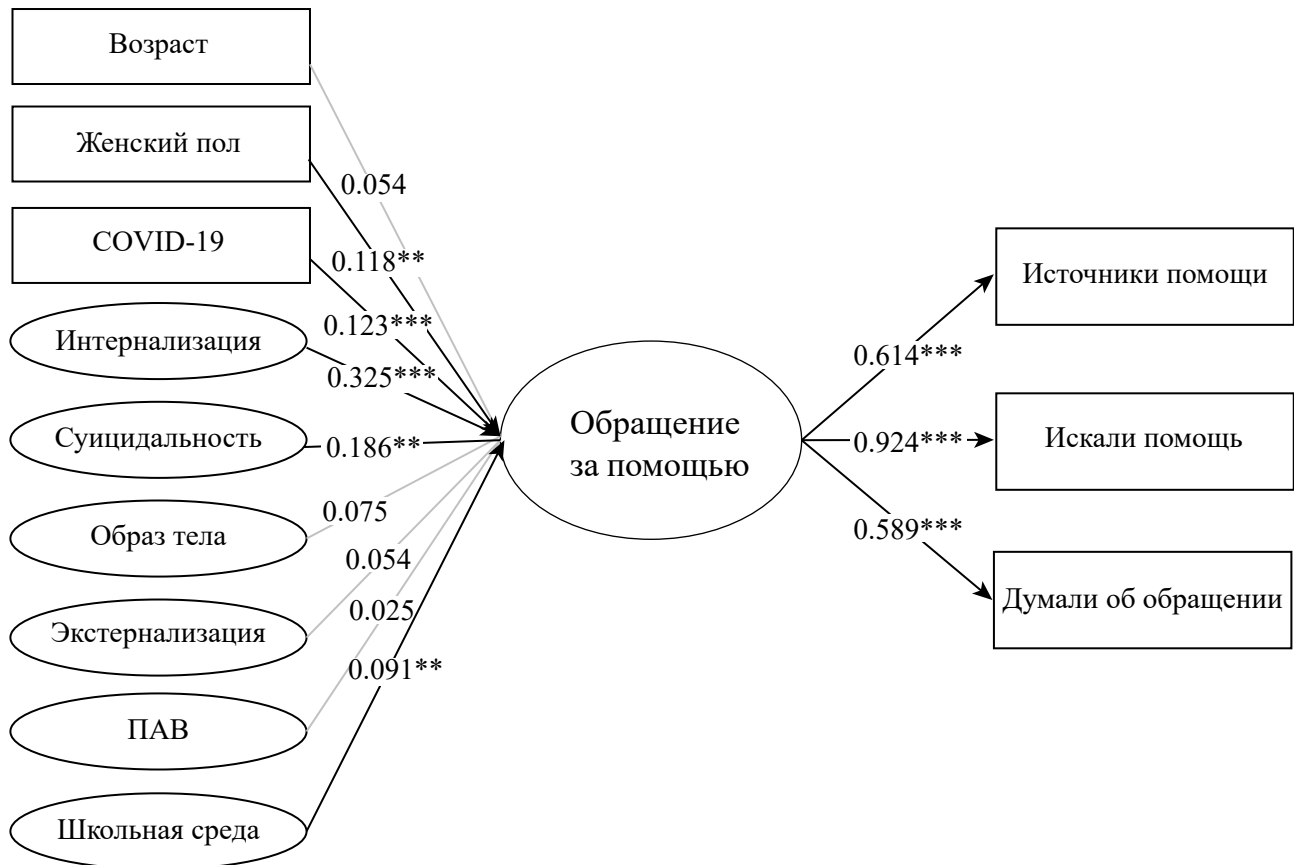 Возраст
Женский пол
COVID-19
Интернализация
Суицидальность
Образ тела
Экстернализация
ПАВ
Школьная среда
0.054
0.118**
0.123***
0.325***
0.186**
0.075
0.054
0.025
0.091**
Обращение
за помощью
0.614***
0.924***
0.589***
Источники помощи
Искали помощь
Думали об обращении